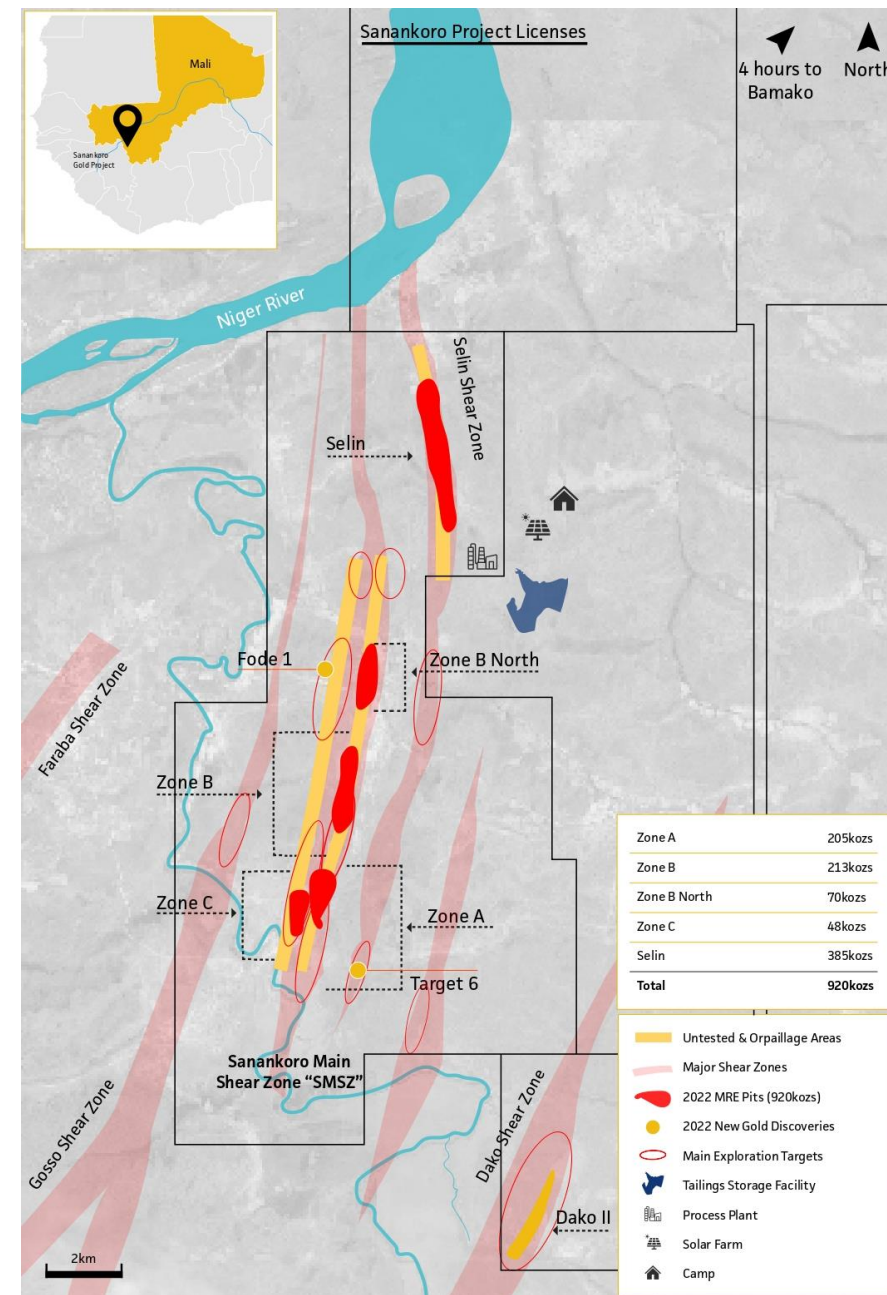 Sanankoro Project Licenses
4 hours to
Bamako
North
Mali
Sanankoro
Gold Project
Niger River
Selin Shear Zone
Selin
Fode 1
Zone B North
Faraba Shear Zone
Zone B
Zone C
Zone A
Target 6
Sanankoro Main
Shear Zone “SMSZ”
Gosso Shear Zone
Dako Shear Zone
Dako II
2km
Zone A 205kozs
Zone B 213kozs
Zone B North 70kozs
Zone C 48kozs
Selin 385kozs
Total 920kozs
Untested & Orpaillage Areas
Major Shear Zones
2022 MRE Pits (920kozs)
2022 New Gold Discoveries
Main Exploration Targets
Tailings Storage Facility
Process Plant
Solar Farm
Camp